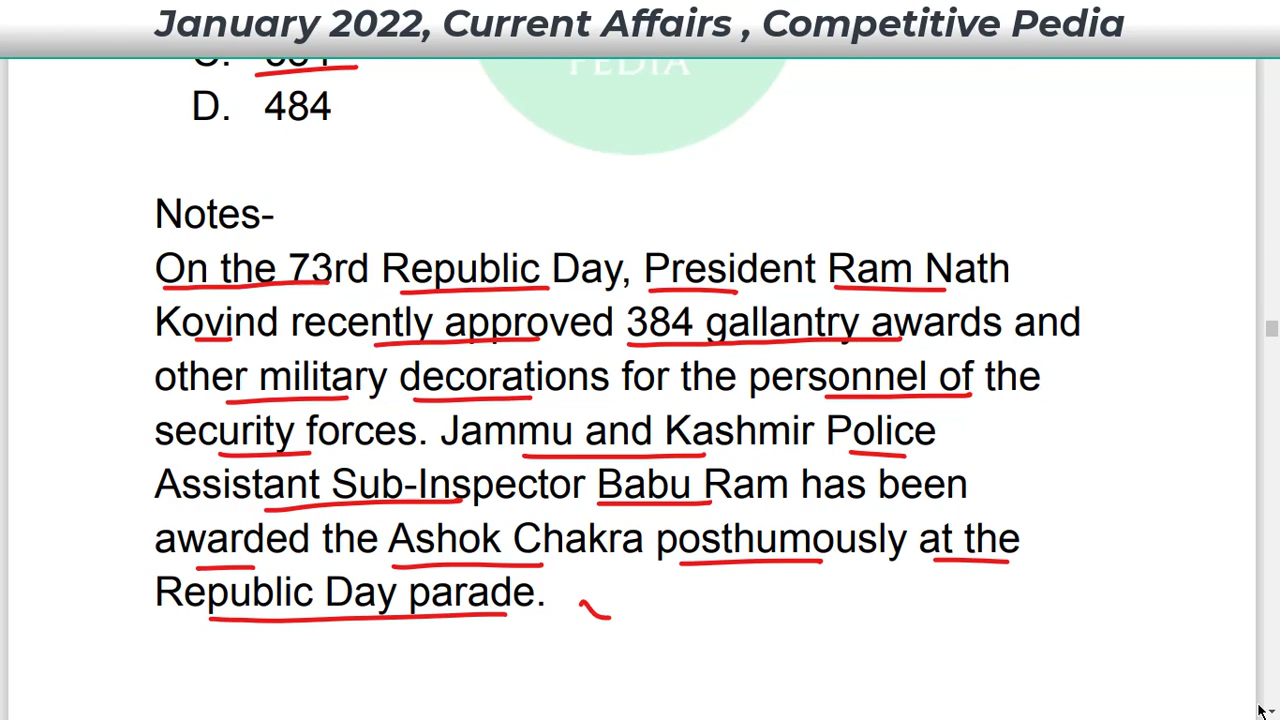 January 2022, Current Affairs , Competitive Pedia
PEDIA
D. 484
Notes-
On the 73rd Republic Day, President Ram Nath
Kovind recently approved 384 gallantry awards and
other military decorations for the personnel of the
security forces. Jammu and Kashmir Police
Assistant Sub-Inspector Babu Ram has been
awarded the Ashok Chakra posthumously at the
Republic Day parade.